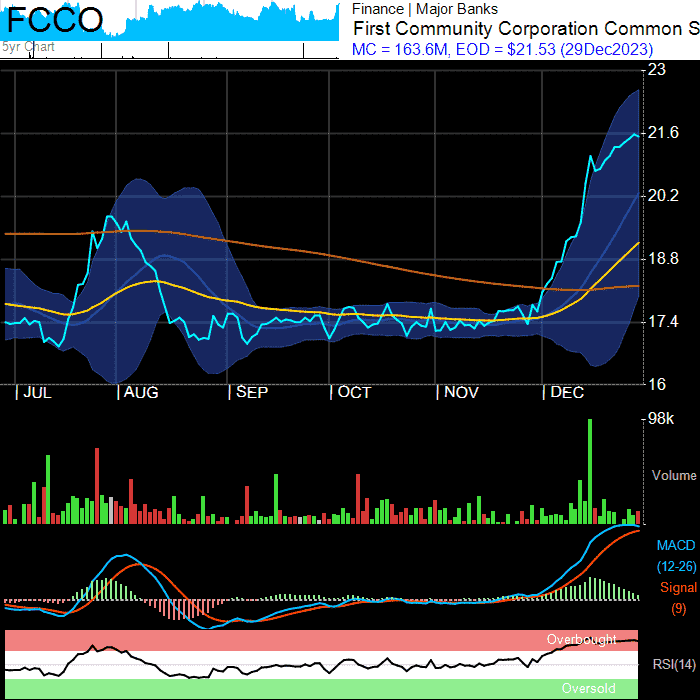 FCCO
5yr Chart
Finance | Major Banks
First Community Corporation Common S
MC = 163.6M, EOD = $21.53 (29Dec2023)
23
21.6
20.2
18.8
17.4
16
| JUL | AUG | SEP | OCT | NOV | DEC
98k
Volume
MACD
(12-26)
Signal
(9)
Overbought
RSI(14)
Oversold